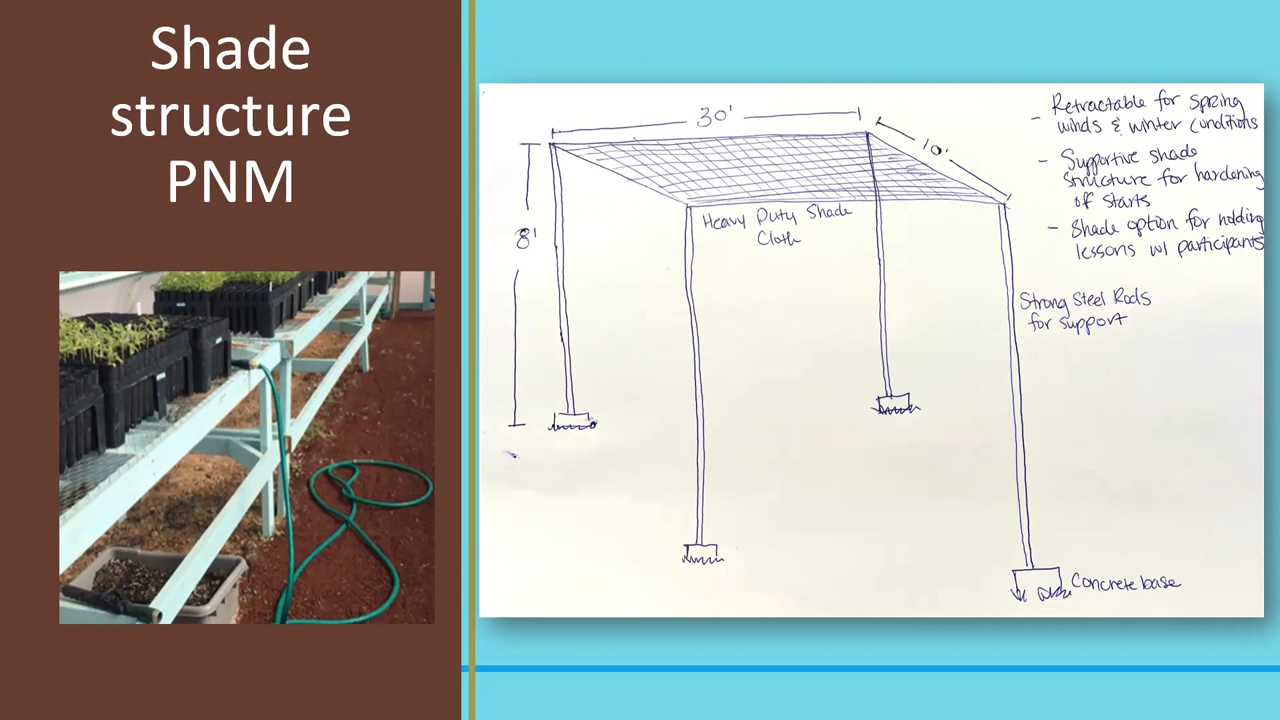 Shade
structure
PNM
30'
10'
8'
Heavy Duty Shade
Cloth
- Retractable for spring
winds & winter conditions
- Supportive shade
structure for hardening
of starts
- Shade option for holding
lessons w/ participants
Strong Steel Rods
for support
Concrete base